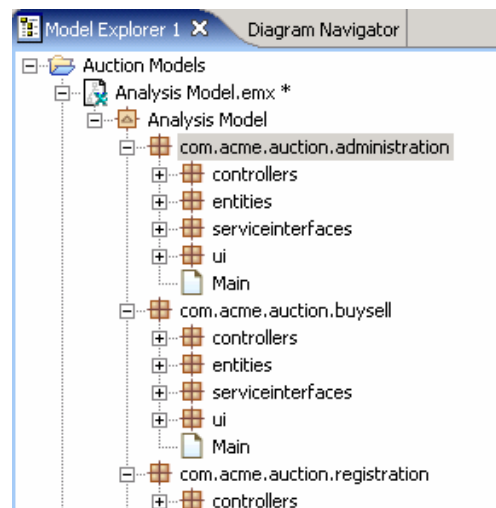 Model Explorer 1 Diagram Navigator
Auction Models
Analysis Model.emx *
Analysis Model
com.acme.auction.administration
controllers
entities
serviceinterfaces
ui
Main
com.acme.auction.buysell
controllers
entities
serviceinterfaces
ui
Main
com.acme.auction.registration
controllers